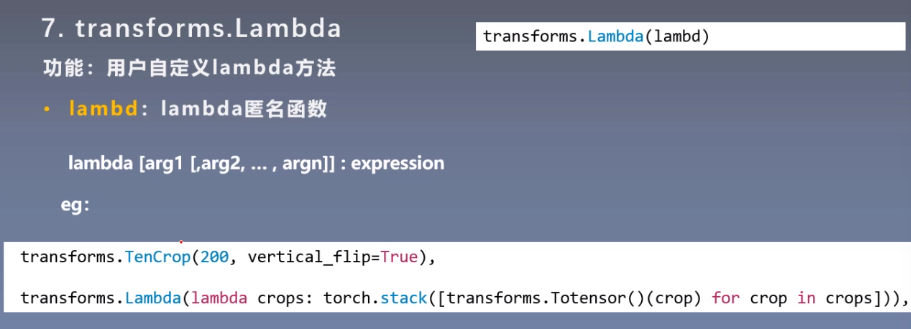 7. transforms.Lambda
transforms.Lambda(lambd)
功能：用户自定义lambda方法
• lambd：lambda匿名函数
lambda [arg1 [,arg2, ... , argn]] : expression
eg：
transforms.TenCrop(200, vertical_flip=True),
transforms.Lambda(lambda crops: torch.stack([transforms.Totensor()(crop) for crop in crops])),